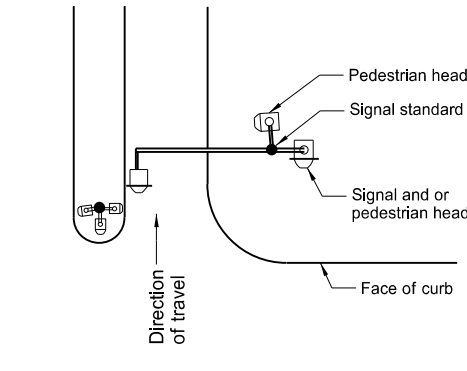 Pedestrian head
Signal standard
Signal and or
pedestrian head
Face of curb
Direction
of travel